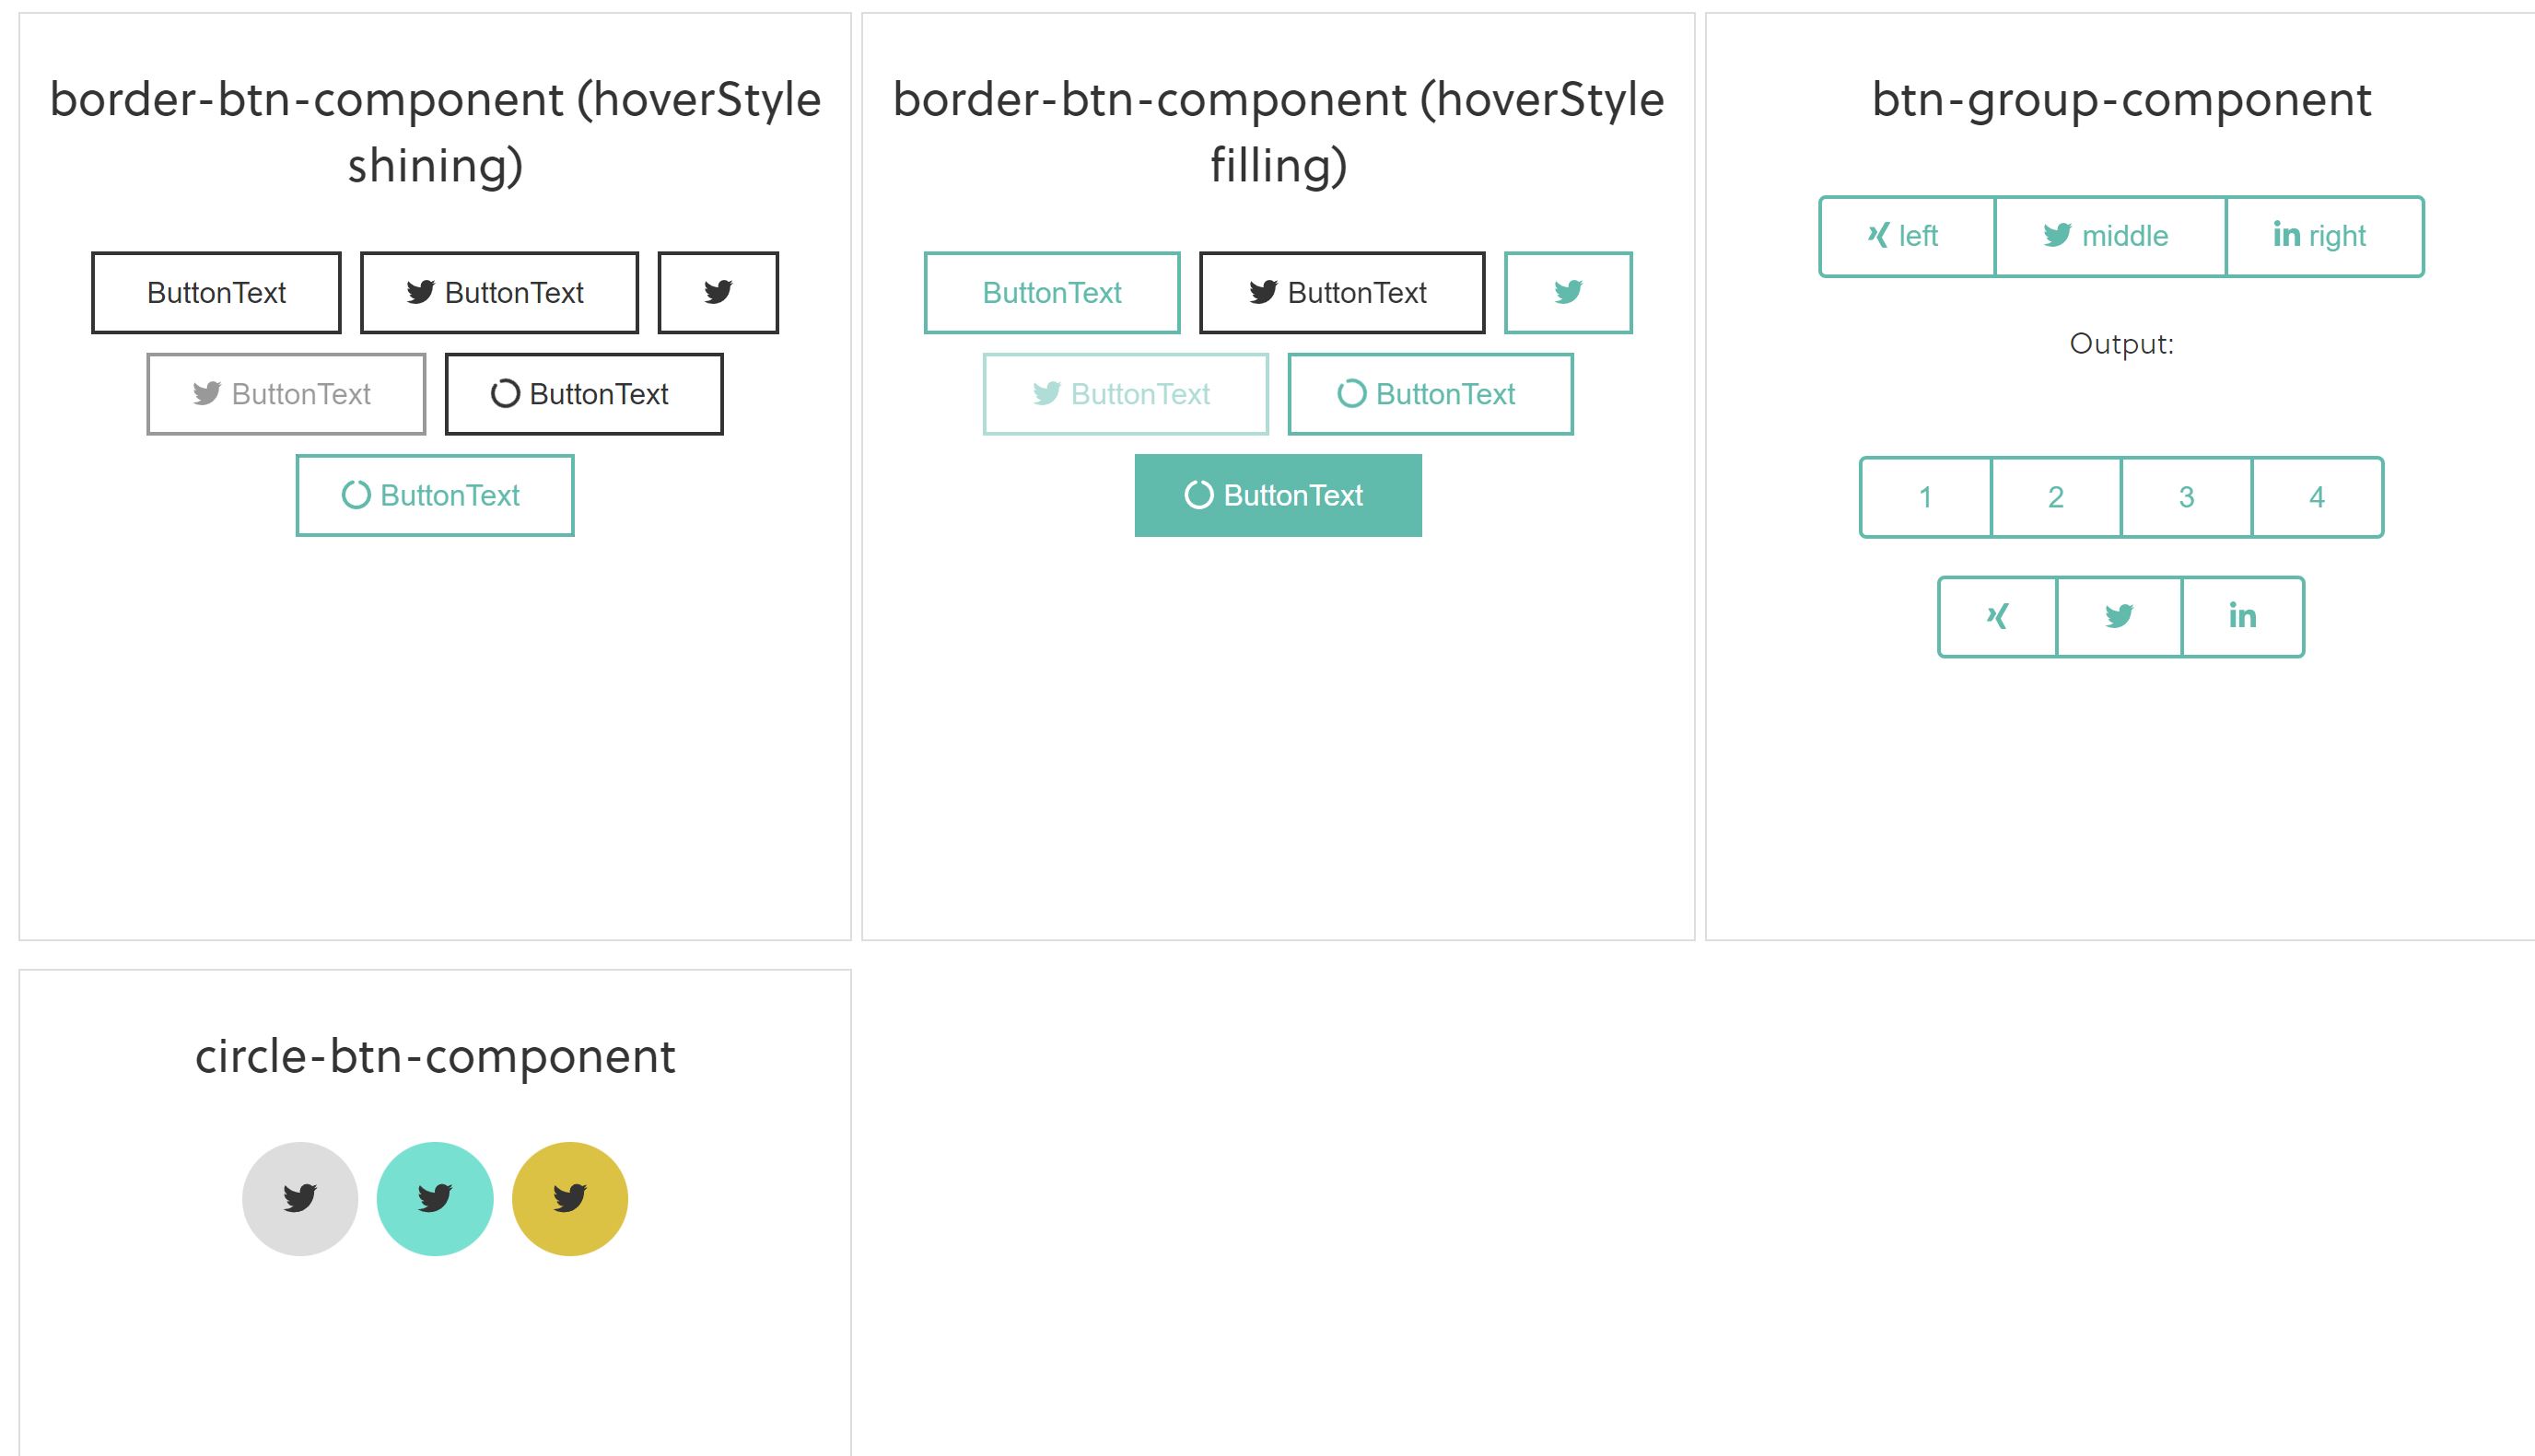 border-btn-component (hoverStyle
shining)
ButtonText
ButtonText
ButtonText
ButtonText
ButtonText
border-btn-component (hoverStyle
filling)
ButtonText
ButtonText
ButtonText
ButtonText
ButtonText
btn-group-component
left
middle
in right
Output:
1
2
3
4
in
circle-btn-component